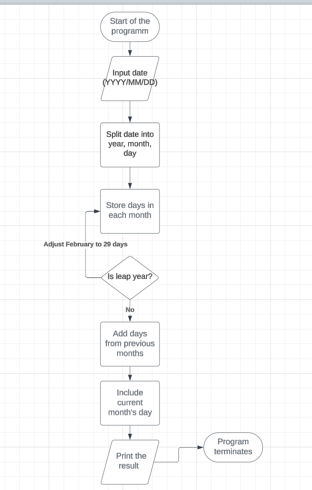 Start of the
programm
Input date
(YYYY/MM/DD)
Split date into
year, month,
day
Store days in
each month
Adjust February to 29 days
Is leap year?
No
Add days
from previous
months
Include
current
month's day
Print the
result
Program
terminates